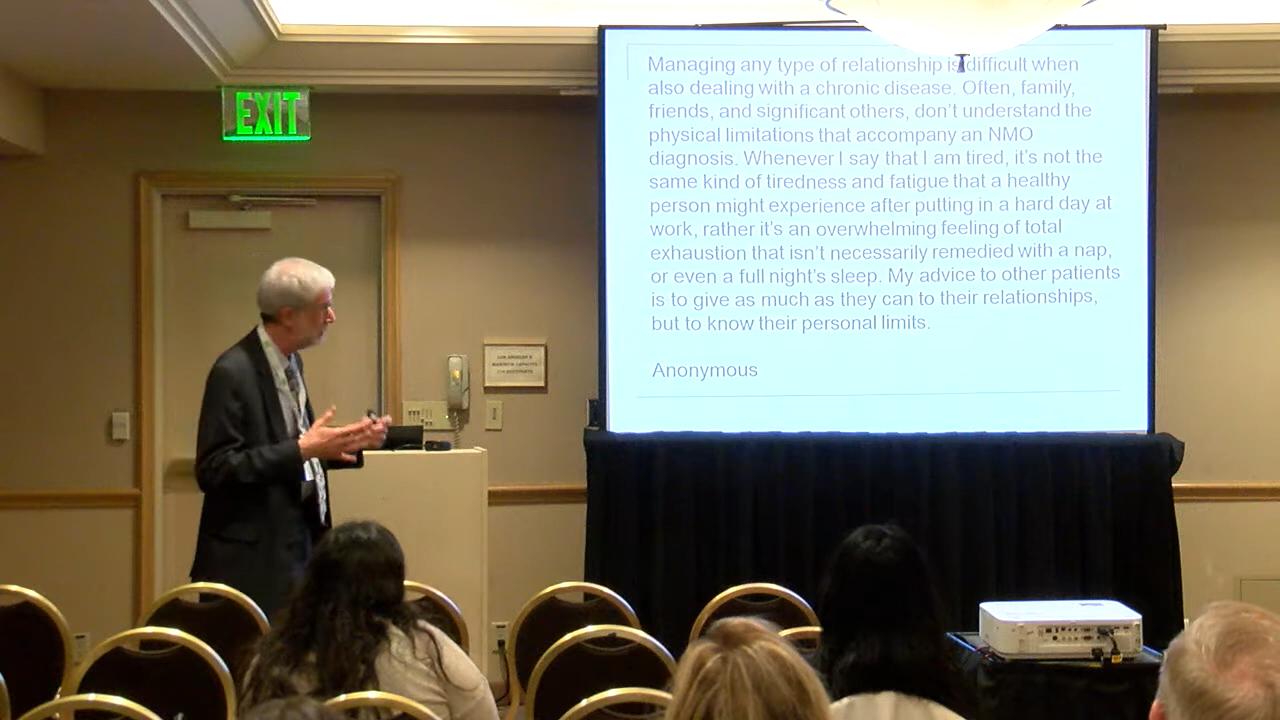 EXIT
Managing any type of relationship is difficult when
also dealing with a chronic disease. Often, family,
friends, and significant others, don't understand the
physical limitations that accompany an NMO
diagnosis. Whenever I say that I am tired, it's not the
same kind of tiredness and fatigue that a healthy
person might experience after putting in a hard day at
work, rather it's an overwhelming feeling of total
exhaustion that isn't necessarily remedied with a nap,
or even a full night's sleep. My advice to other patients
is to give as much as they can to their relationships,
but to know their personal limits.
Anonymous
LOS ANGELES
MAXIMUM CAPACITY